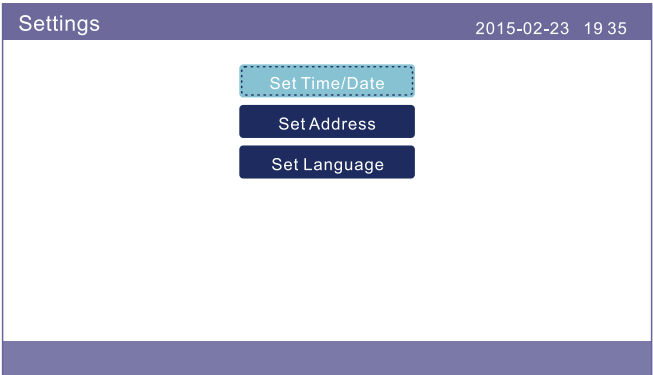 Settings
2015-02-23 19 35
Set Time/Date
Set Address
Set Language